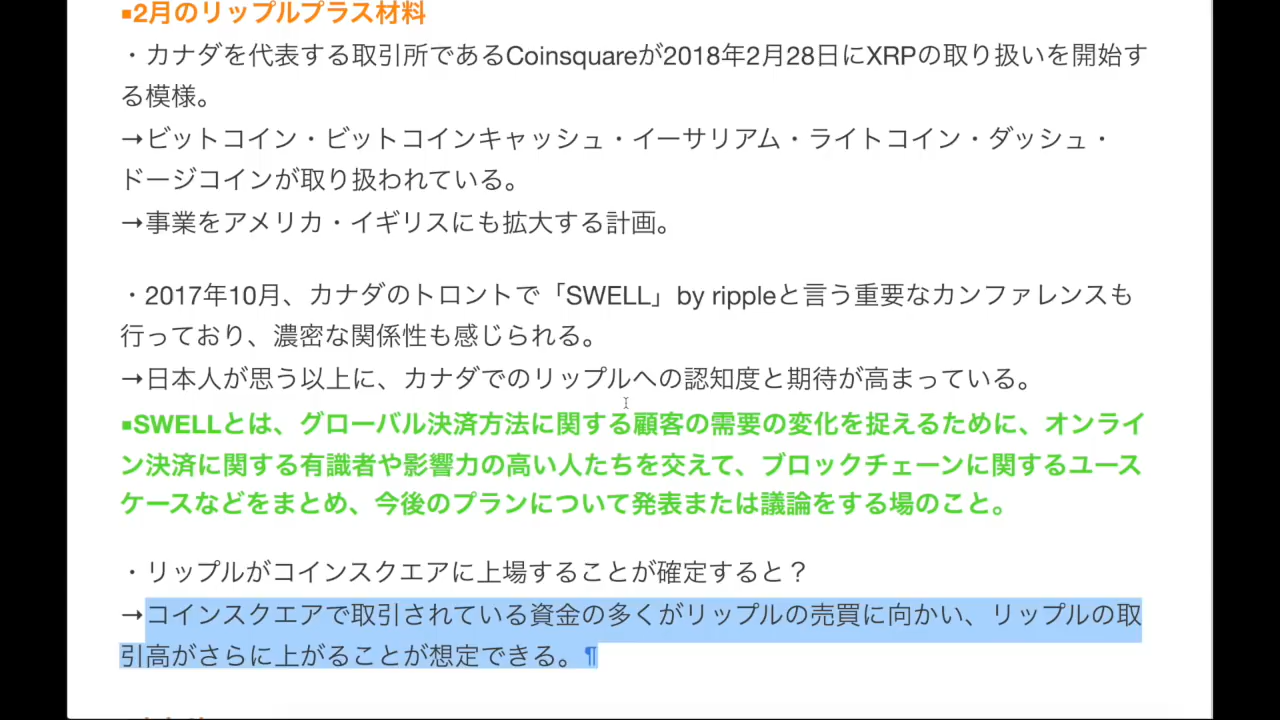 ▪2月のリップルプラス材料
・カナダを代表する取引所であるCoinsquareが2018年2月28日にXRPの取り扱いを開始す
る模様。
→ビットコイン・ビットコインキャッシュ・イーサリアム・ライトコイン・ダッシュ・
ドージコインが取り扱われている。
→事業をアメリカ・イギリスにも拡大する計画。
・2017年10月、カナダのトロントで「SWELL」by rippleと言う重要なカンファレンスも
行っており、濃密な関係性も感じられる。
→日本人が思う以上に、カナダでのリップルへの認知度と期待が高まっている。
▪SWELLとは、グローバル決済方法に関する顧客の需要の変化を捉えるために、オンライ
ン決済に関する有識者や影響力の高い人たちを交えて、ブロックチェーンに関するユース
ケースなどをまとめ、今後のプランについて発表または議論をする場のこと。
・リップルがコインスクエアに上場することが確定すると？
→コインスクエアで取引されている資金の多くがリップルの売買に向かい、リップルの取
引高がさらに上がることが想定できる。¶